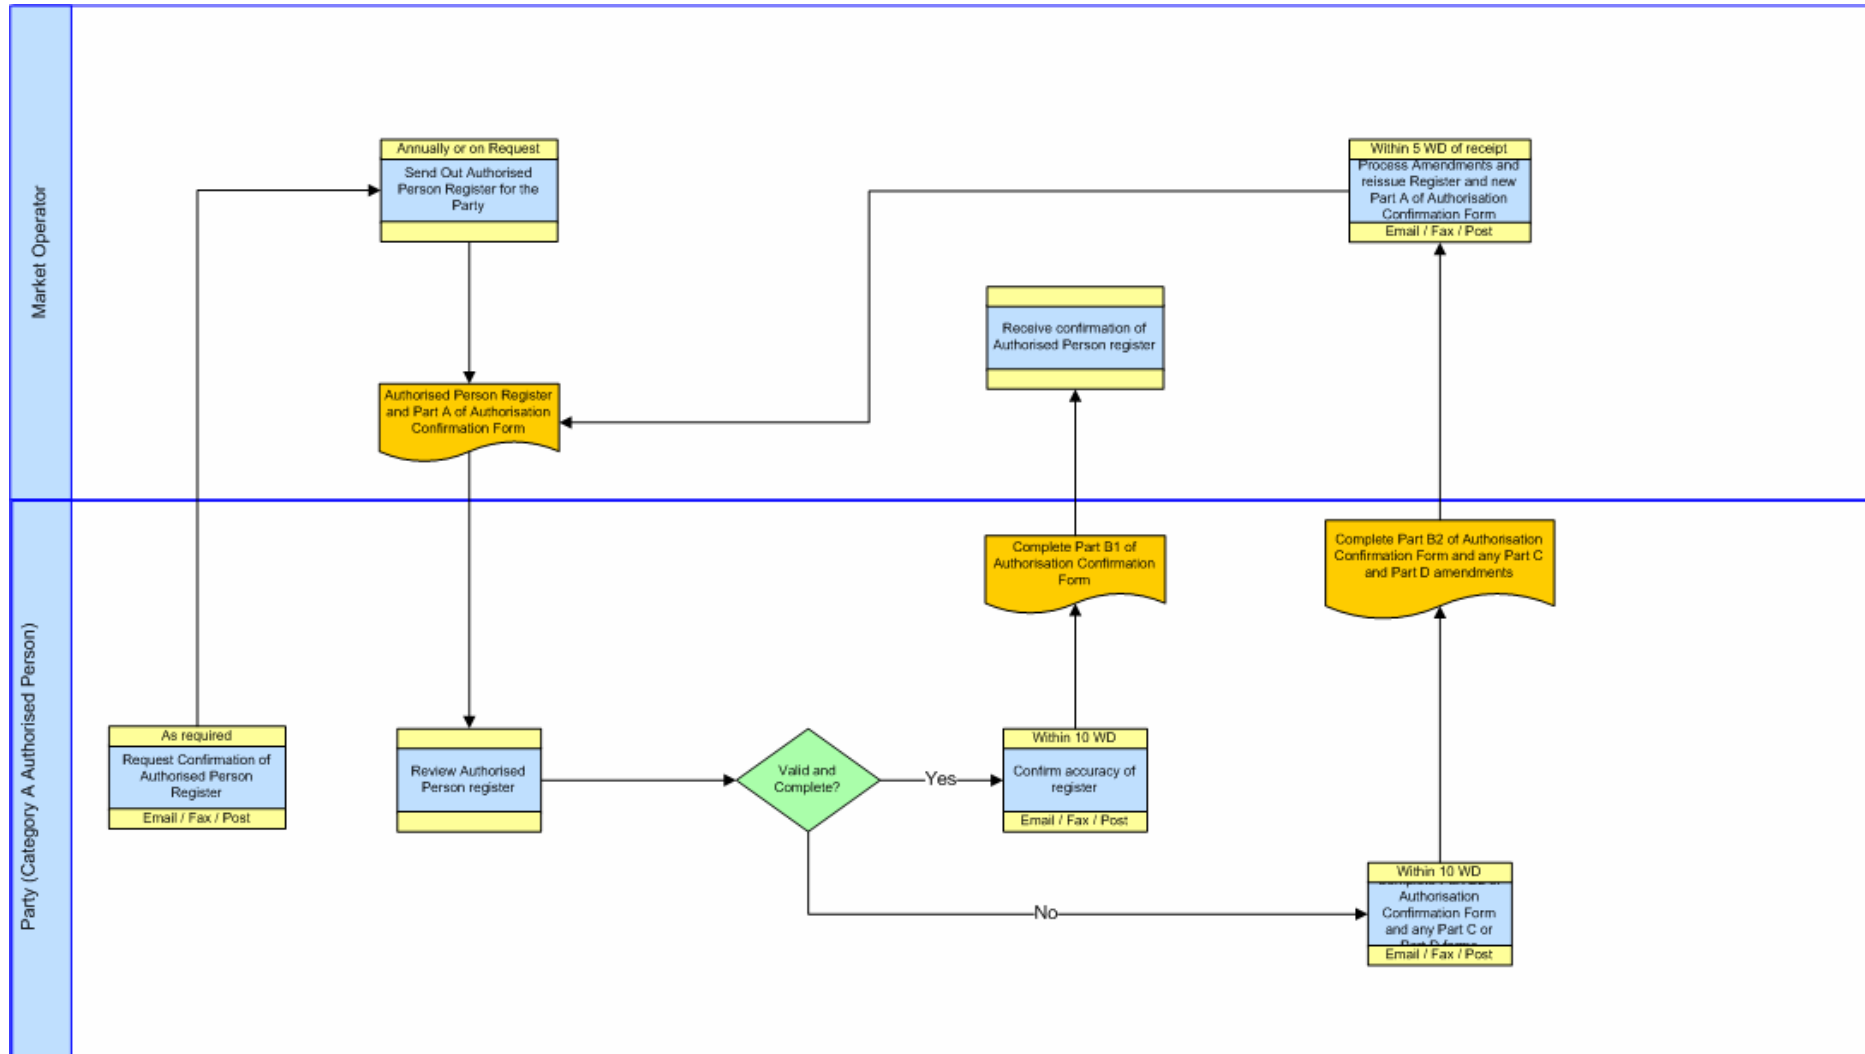 Market Operator
Annually or on Request
Send Out Authorised
Person Register for the
Party
Within 5 WD of receipt
Process Amendments and
reissue Register and new
Part A of Authorisation
Confirmation Form
Email / Fax / Post
Receive confirmation of
Authorised Person register
Authorised Person Register
and Part A of Authorisation
Confirmation Form
Party (Category A Authorised Person)
Complete Part B1 of
Authorisation Confirmation
Form
Complete Part B2 of Authorisation
Confirmation Form and any Part C
and Part D amendments
As required
Request Confirmation of
Authorised Person
Register
Email / Fax / Post
Review Authorised
Person register
Valid and
Complete?
Yes
Within 10 WD
Confirm accuracy of
register
Email / Fax / Post
No
Within 10 WD
Authorisation
Confirmation Form
and any Part C or
Email / Fax / Post